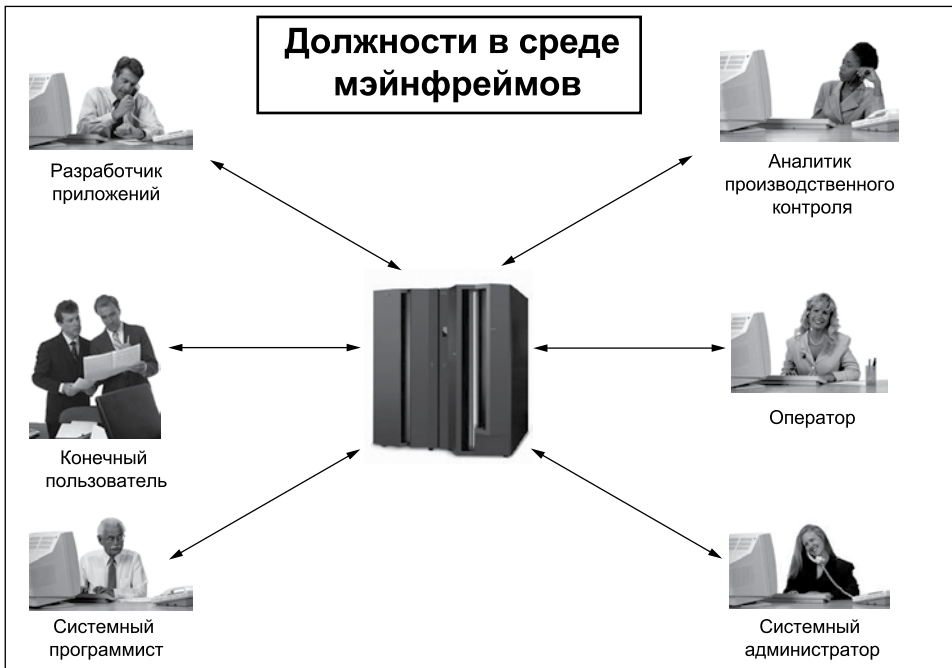 Должности в среде
мэйнфреймов
Разработчик
приложений
Аналитик
производственного
контроля
Конечный
пользователь
Оператор
Системный
программист
Системный
администратор